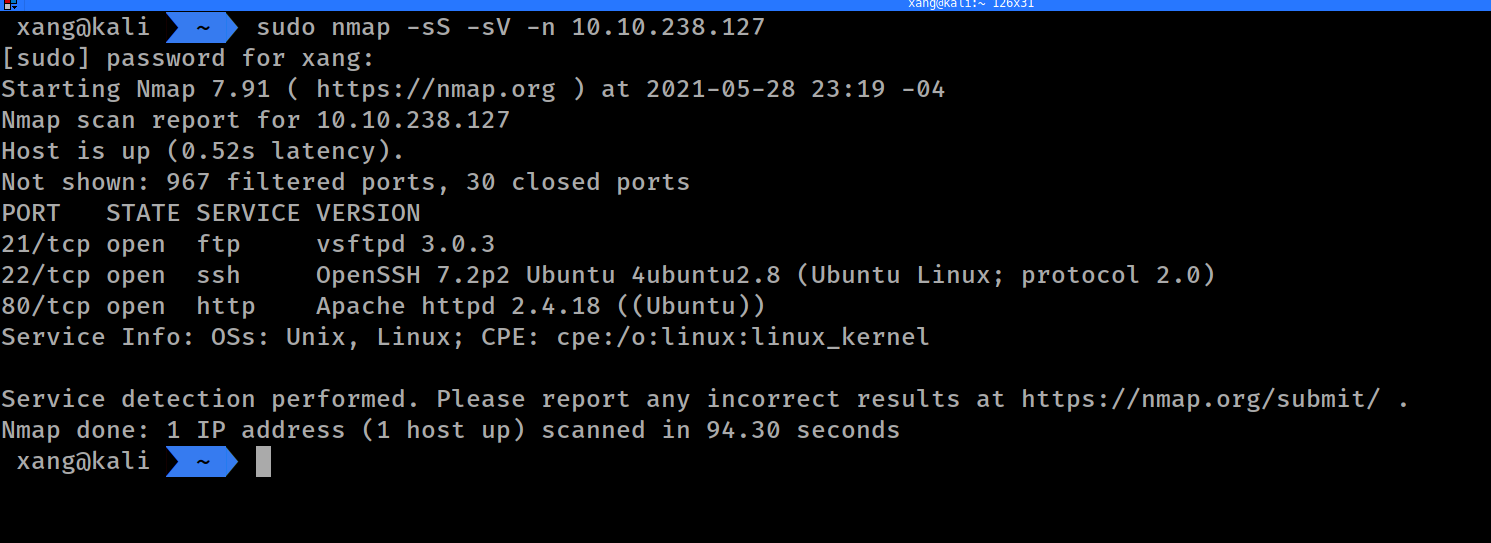 xang@kali:~ 126x31
xang@kali ~ sudo nmap -sS -sV -n 10.10.238.127
[sudo] password for xang:
Starting Nmap 7.91 ( https://nmap.org ) at 2021-05-28 23:19 -04
Nmap scan report for 10.10.238.127
Host is up (0.52s latency).
Not shown: 967 filtered ports, 30 closed ports
PORT   STATE SERVICE VERSION
21/tcp open  ftp     vsftpd 3.0.3
22/tcp open  ssh     OpenSSH 7.2p2 Ubuntu 4ubuntu2.8 (Ubuntu Linux; protocol 2.0)
80/tcp open  http    Apache httpd 2.4.18 ((Ubuntu))
Service Info: OSs: Unix, Linux; CPE: cpe:/o:linux:linux_kernel
Service detection performed. Please report any incorrect results at https://nmap.org/submit/ .
Nmap done: 1 IP address (1 host up) scanned in 94.30 seconds
xang@kali ~